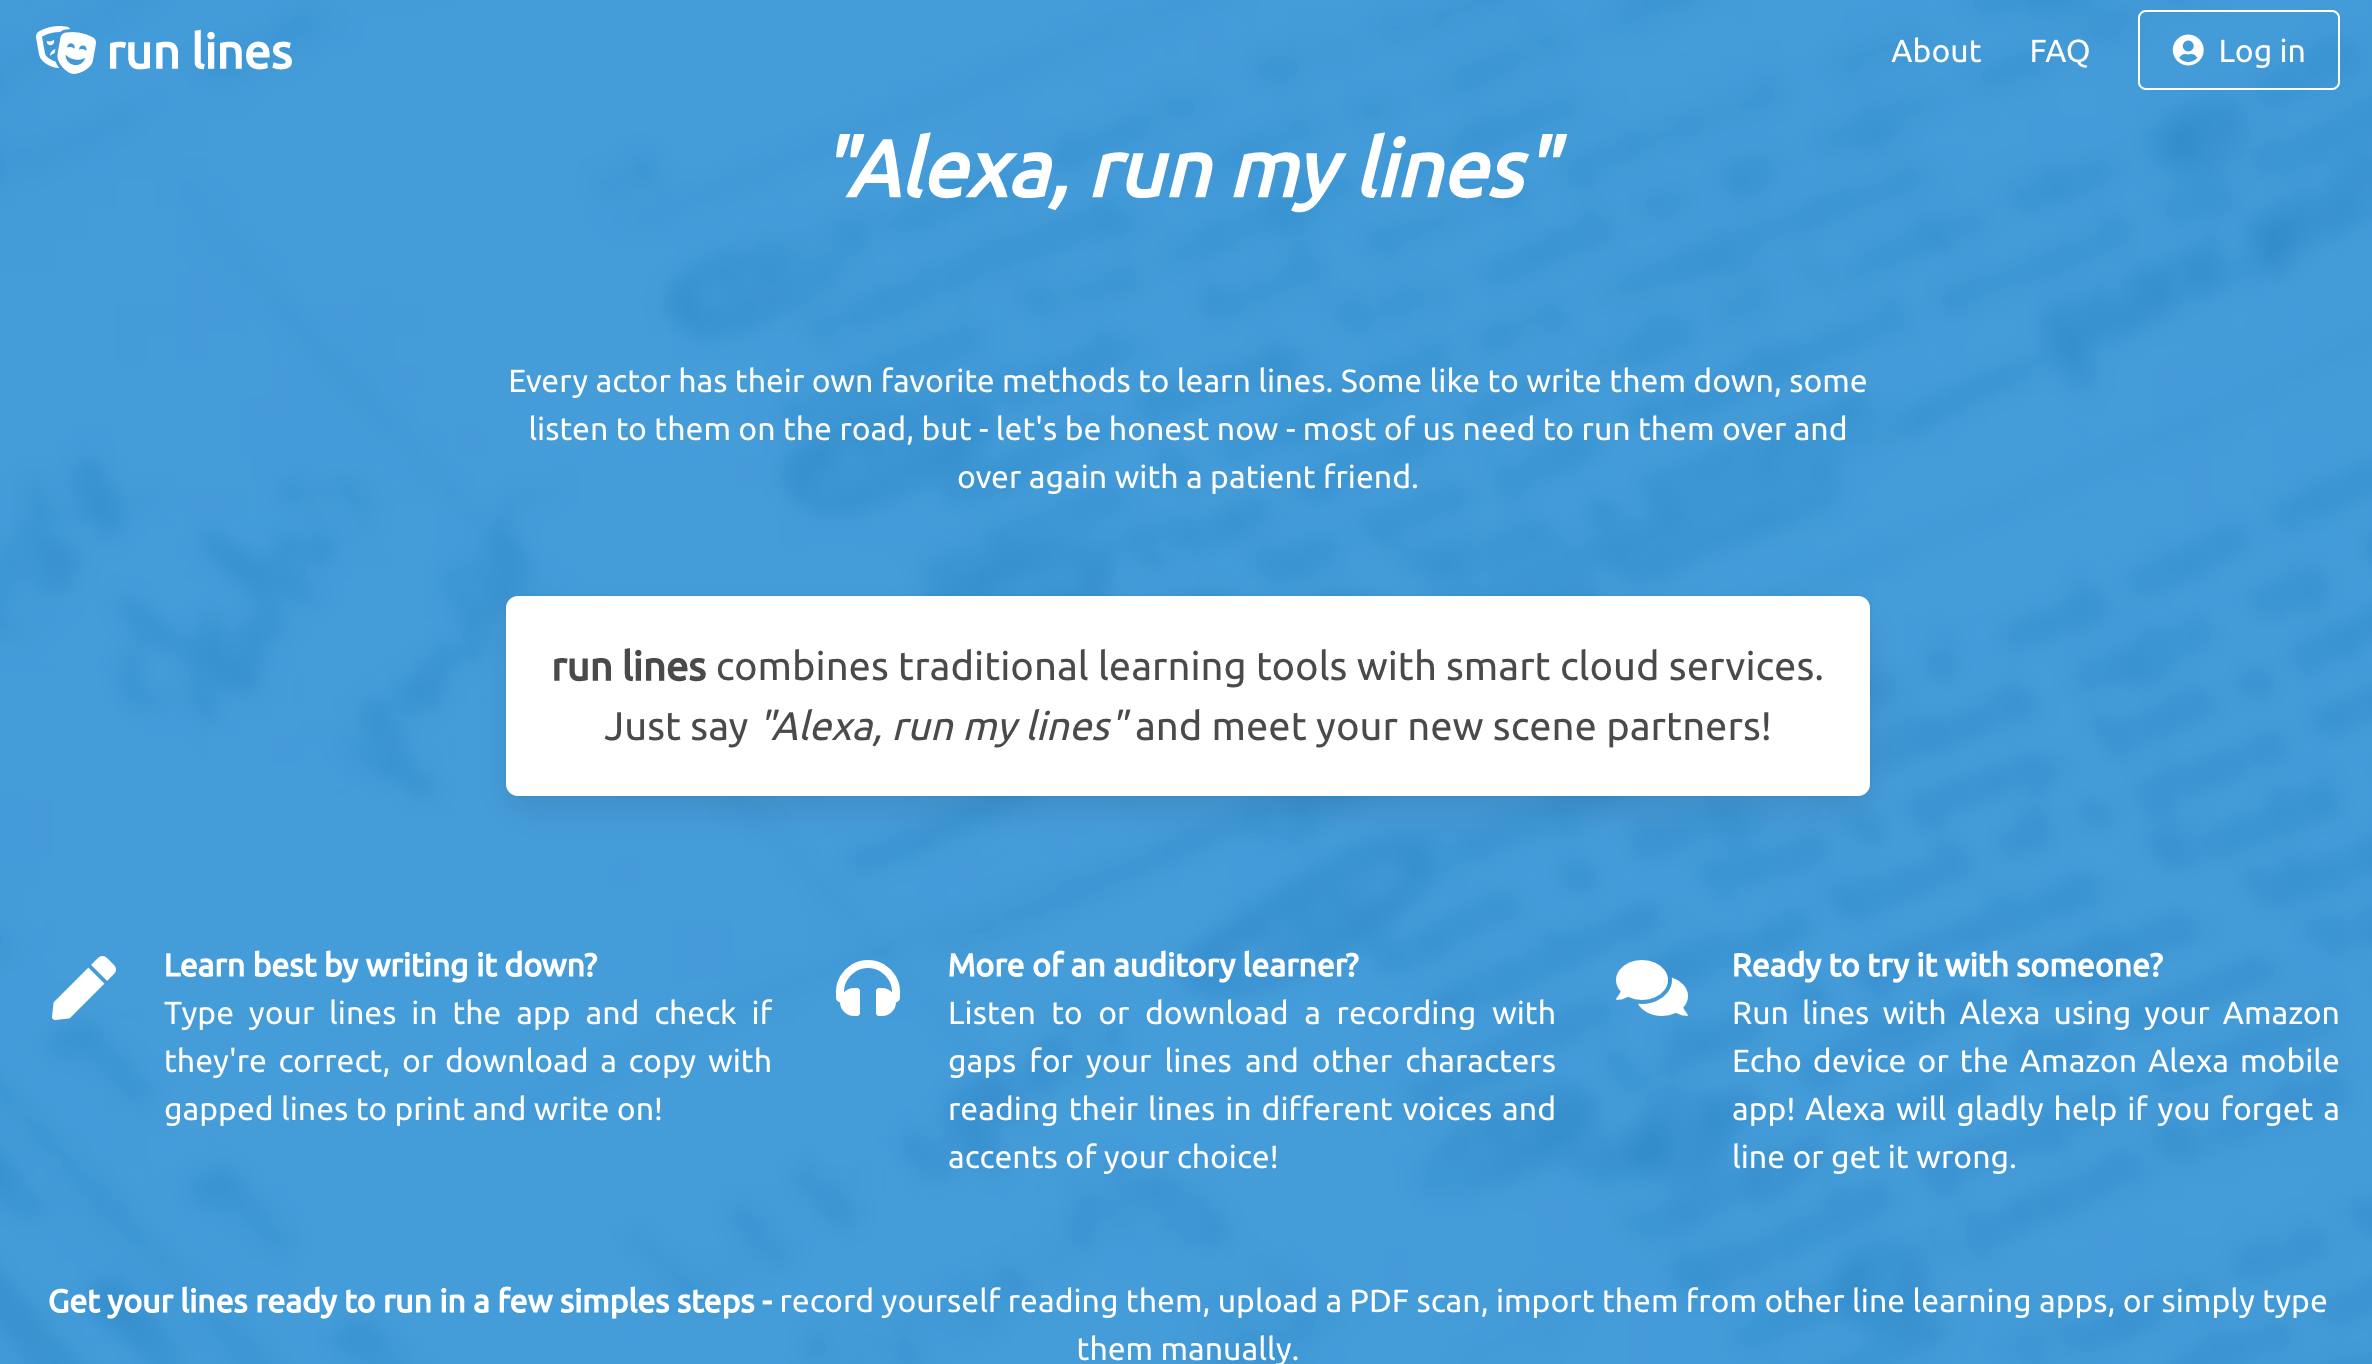 run lines
About
FAQ
Log in
"Alexa, run my lines"
Every actor has their own favorite methods to learn lines. Some like to write them down, some
listen to them on the road, but - let's be honest now - most of us need to run them over and
over again with a patient friend.
run lines combines traditional learning tools with smart cloud services.
Just say "Alexa, run my lines" and meet your new scene partners!
Learn best by writing it down?
Type your lines in the app and check if
they're correct, or download a copy with
gapped lines to print and write on!
More of an auditory learner?
Listen to or download a recording with
gaps for your lines and other characters
reading their lines in different voices and
accents of your choice!
Ready to try it with someone?
Run lines with Alexa using your Amazon
Echo device or the Amazon Alexa mobile
app! Alexa will gladly help if you forget a
line or get it wrong.
Get your lines ready to run in a few simples steps - record yourself reading them, upload a PDF scan, import them from other line learning apps, or simply type
them manually.